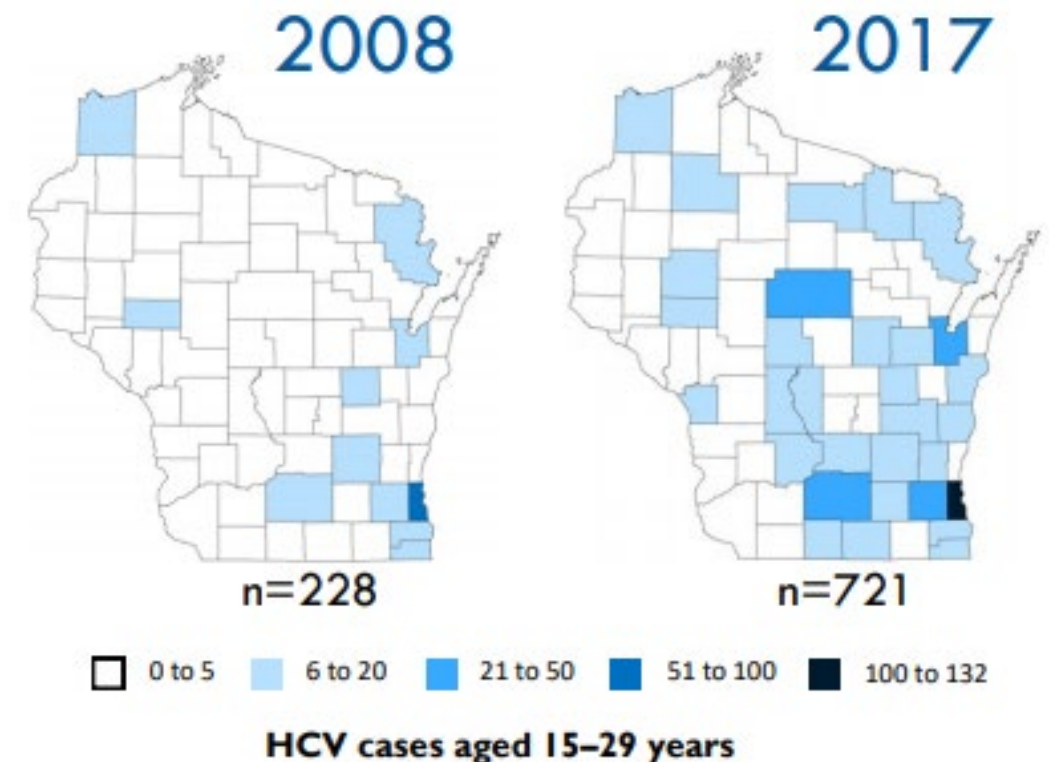 2008 2017
n=228 n=721
0 to 5 6 to 20 21 to 50 51 to 100 100 to 132
HCV cases aged 15–29 years